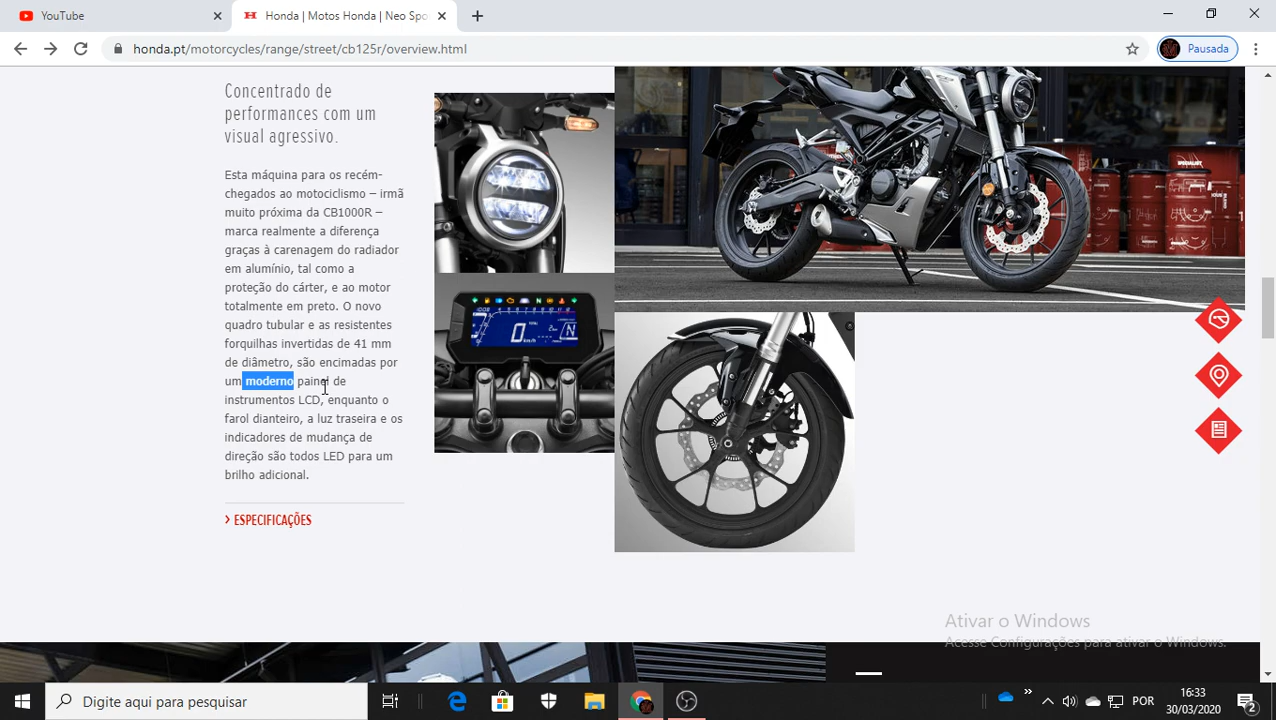 YouTube
Honda | Motos Honda | Neo Spo
honda.pt/motorcycles/range/street/cb125r/overview.html
Pausada
Concentrado de
performances com um
visual agressivo.
Esta máquina para os recém-
chegados ao motociclismo – irmã
muito próxima da CB1000R –
marca realmente a diferença
graças à carenagem do radiador
em alumínio, tal como a
proteção do cárter, e ao motor
totalmente em preto. O novo
quadro tubular e as resistentes
forquilhas invertidas de 41 mm
de diâmetro, são encimadas por
um moderno painel de
instrumentos LCD, enquanto o
farol dianteiro, a luz traseira e os
indicadores de mudança de
direção são todos LED para um
brilho adicional.
> ESPECIFICAÇÕES
Ativar o Windows
Acesse Configurações para ativar o Windows.
Digite aqui para pesquisar
POR
16:33
30/03/2020
2